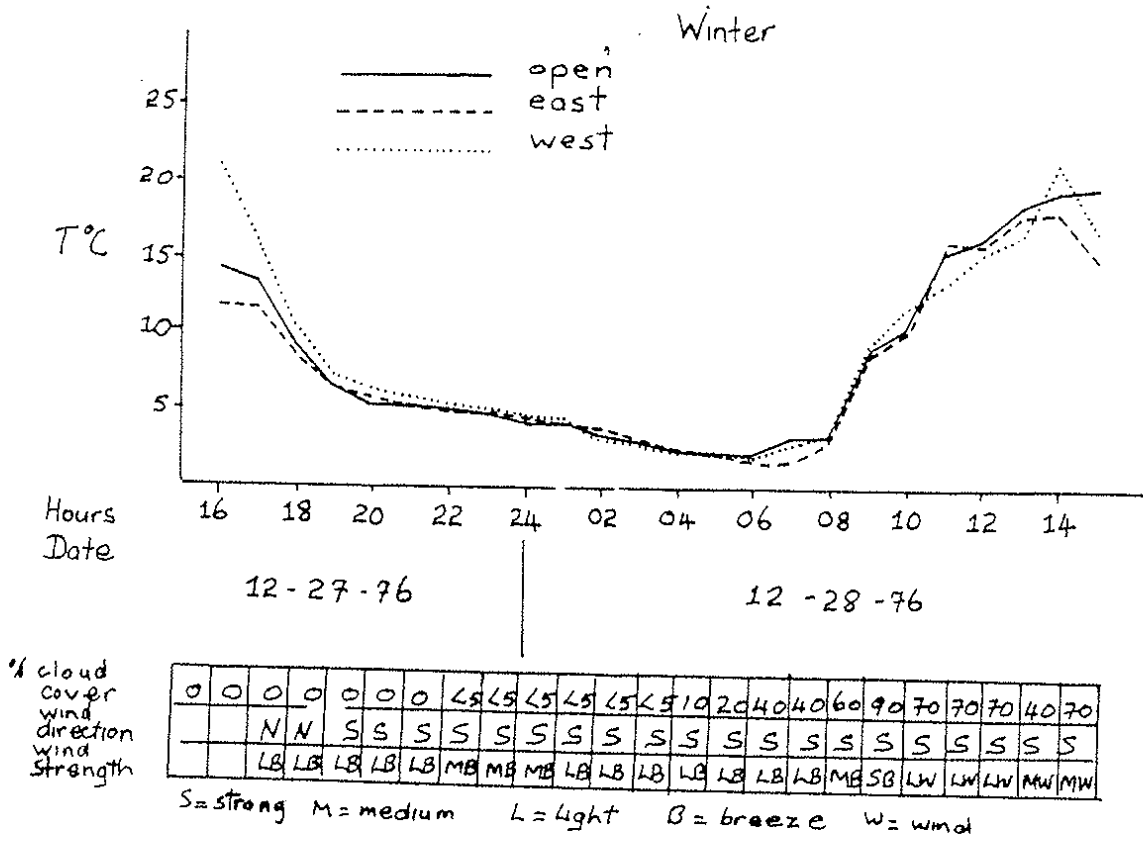 Winter
open
east
west
25
20
T°C
15
10
5
Hours 16 18 20 22 24 02 04 06 08 10 12 14
Date
12-27-76 12-28-76
% cloud cover 0 0 0 0 0 0 0 <5 <5 <5 <5 <5 <5 10 20 40 40 60 90 70 70 70 40 70
wind direction N N S S S S S S S S S S S S S S S S S S S S
wind strength LB LB LB LB LB MB MB MB LB LB LB LB LB LB LB MB SB LW LW LW MW MW
S=strong M=medium L=Light B=breeze W=wind